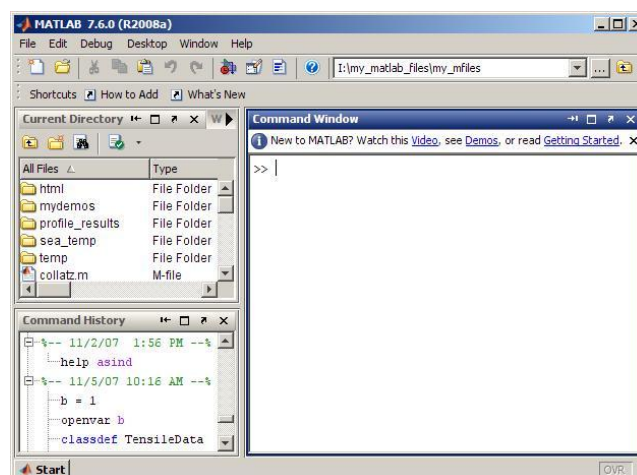 MATLAB 7.6.0 (R2008a)
File Edit Debug Desktop Window Help
I:\my_matlab_files\my_mfiles
Shortcuts How to Add What's New
Current Directory
W
All Files Type
html File Folder
mydemos File Folder
profile_results File Folder
sea_temp File Folder
temp File Folder
collatz.m M-file
Command History
%-- 11/2/07 1:56 PM --%
help asind
%-- 11/5/07 10:16 AM --%
b = 1
openvar b
classdef TensileData
Command Window
New to MATLAB? Watch this Video, see Demos, or read Getting Started.
>>
Start
OVR